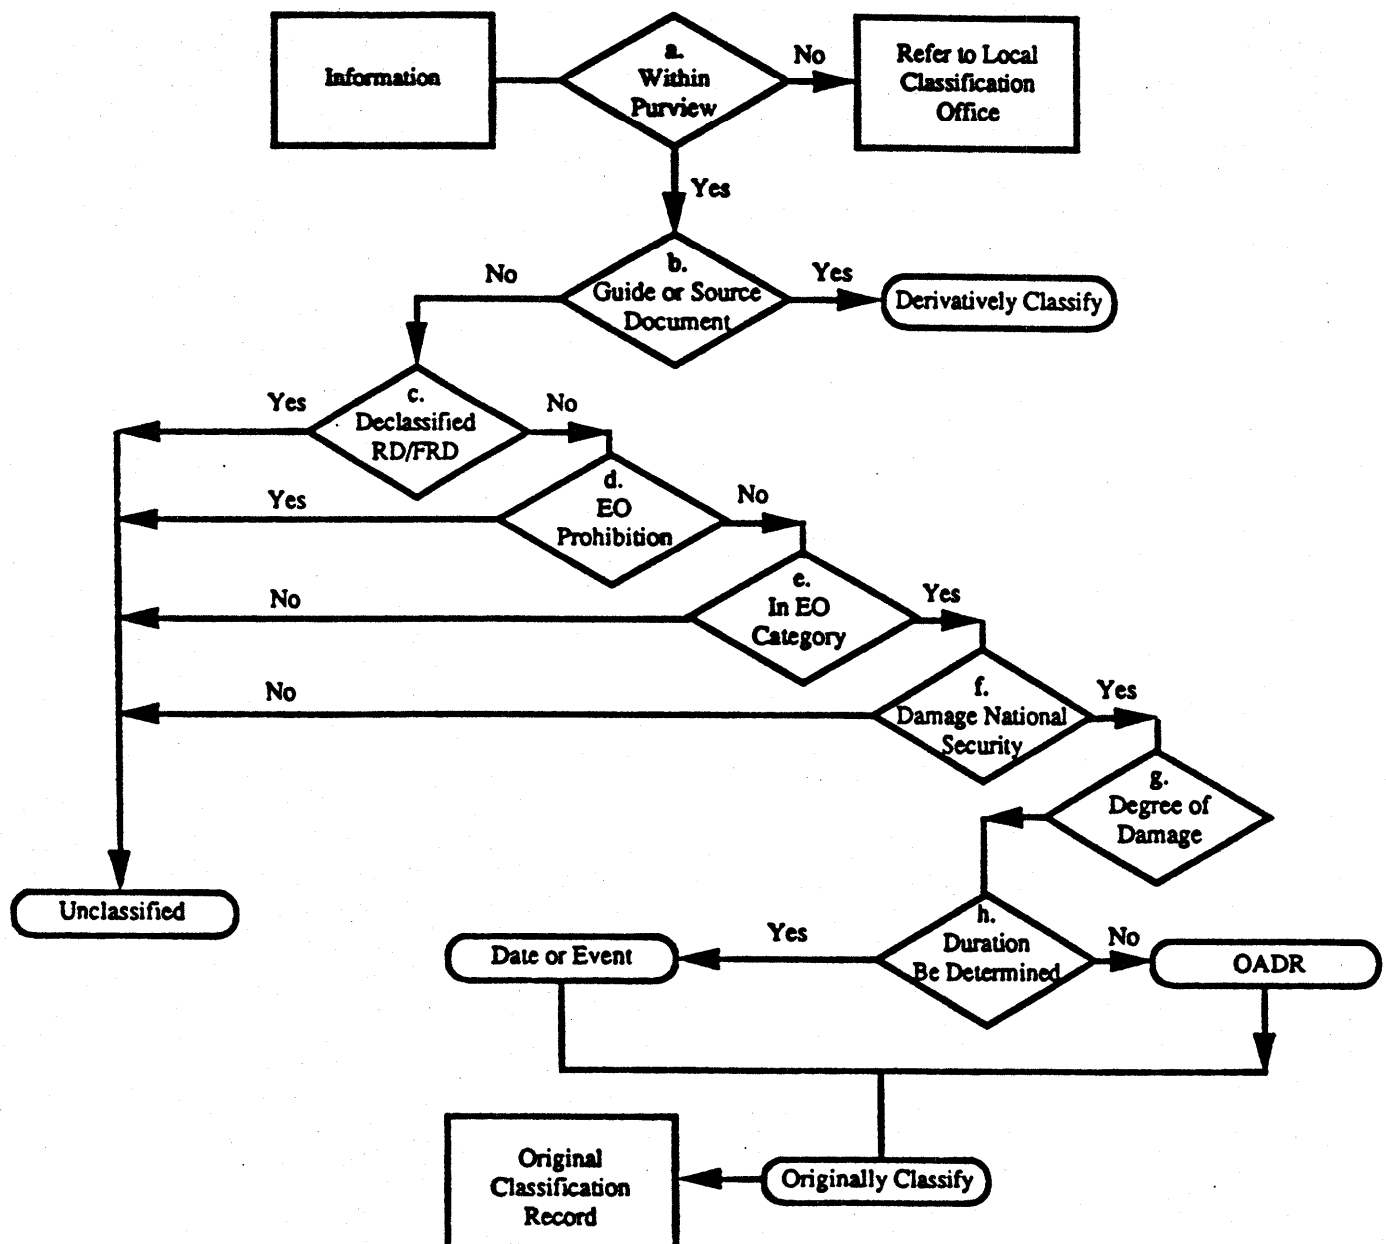 Information
a.
Within
Purview
No
Refer to Local
Classification
Office
Yes
b.
Guide or Source
Document
No
Yes
Derivatively Classify
c.
Declassified
RD/FRD
Yes
No
d.
EO
Prohibition
Yes
No
e.
In EO
Category
No
Yes
f.
Damage National
Security
No
Yes
g.
Degree of
Damage
Unclassified
h.
Duration
Be Determined
Yes
No
Date or Event
OADR
Original
Classification
Record
Originally Classify